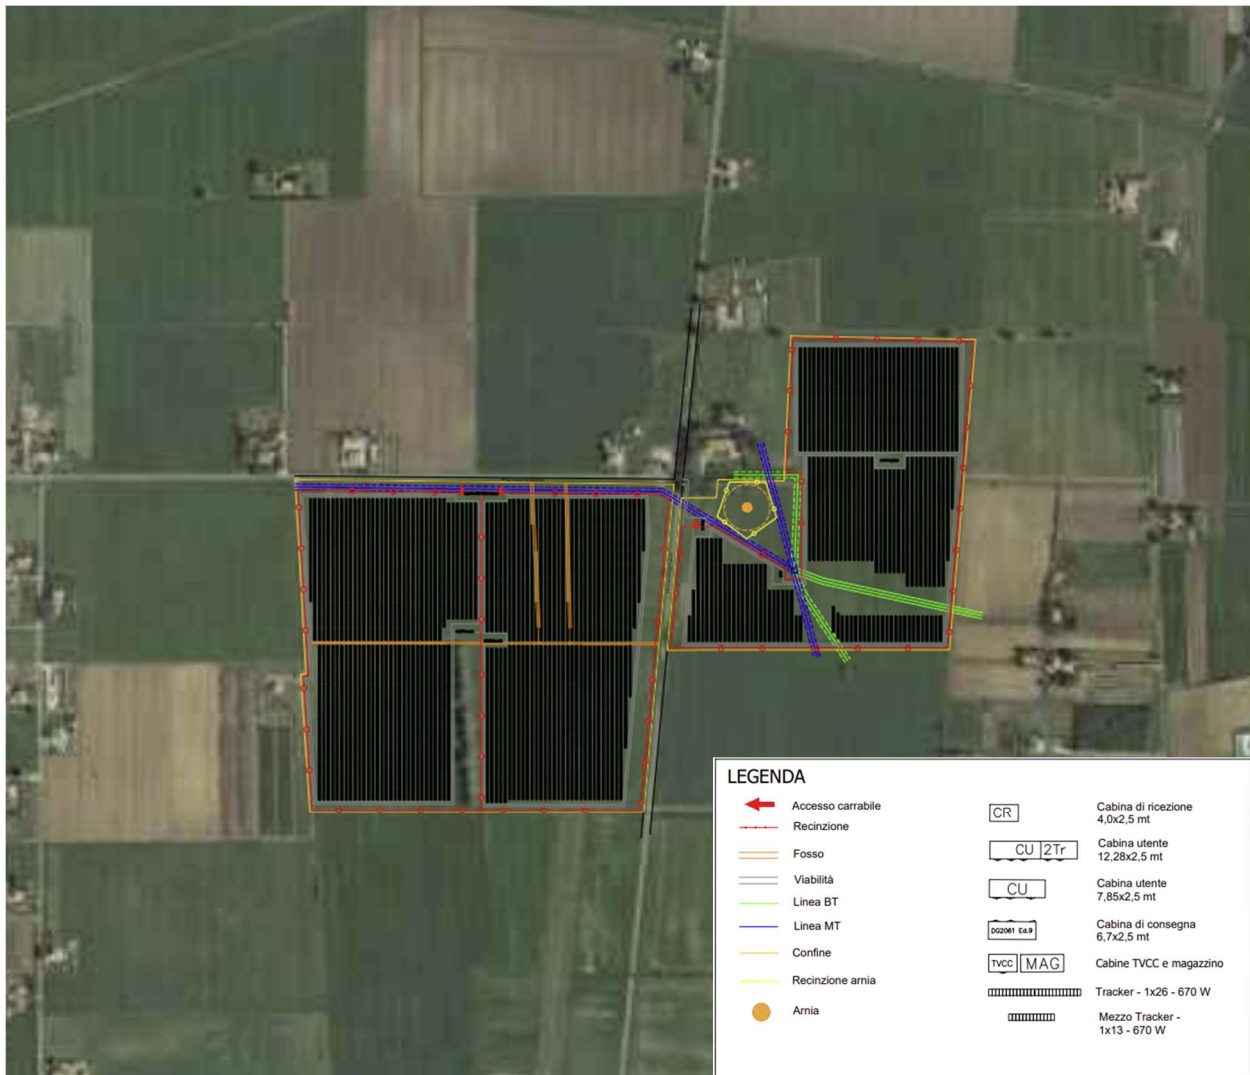 LEGENDA
Accesso carrabile
Recinzione
Fosso
Viabilità
Linea BT
Linea MT
Confine
Recinzione arnia
Arnia
CR
Cabina di ricezione
4,0x2,5 mt
CU 2Tr
Cabina utente
12,28x2,5 mt
CU
Cabina utente
7,85x2,5 mt
DG2061 Ed.9
Cabina di consegna
6,7x2,5 mt
TVCC MAG
Cabine TVCC e magazzino
Tracker - 1x26 - 670 W
Mezzo Tracker -
1x13 - 670 W